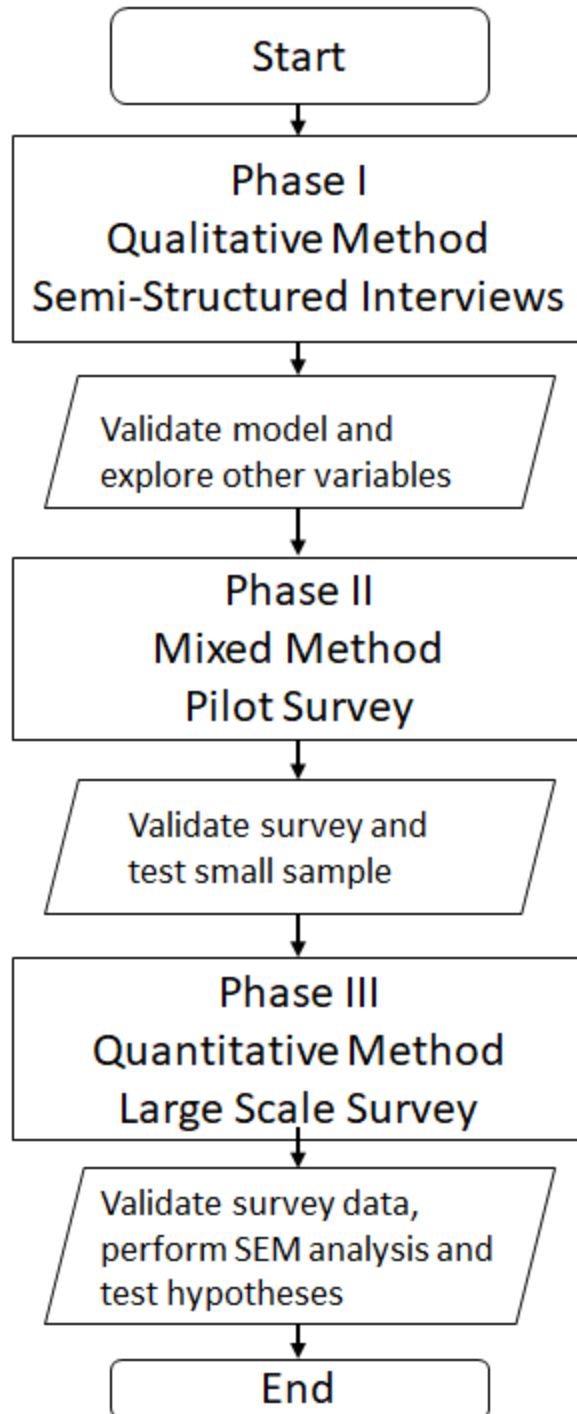 Start
Phase I
Qualitative Method
Semi-Structured Interviews
Validate model and
explore other variables
Phase II
Mixed Method
Pilot Survey
Validate survey and
test small sample
Phase III
Quantitative Method
Large Scale Survey
Validate survey data,
perform SEM analysis and
test hypotheses
End